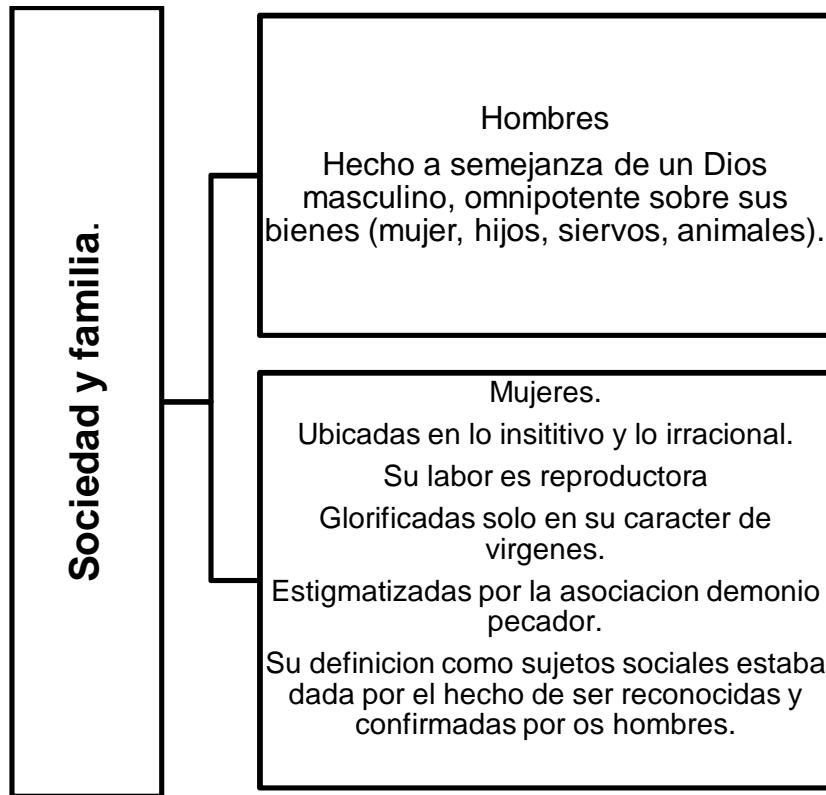 Sociedad y familia.
Hombres
Hecho a semejanza de un Dios
masculino, omnipotente sobre sus
bienes (mujer, hijos, siervos, animales).
Mujeres.
Ubicadas en lo insititivo y lo irracional.
Su labor es reproductora
Glorificadas solo en su caracter de
virgenes.
Estigmatizadas por la asociacion demonio
pecador.
Su definicion como sujetos sociales estaba
dada por el hecho de ser reconocidas y
confirmadas por os hombres.